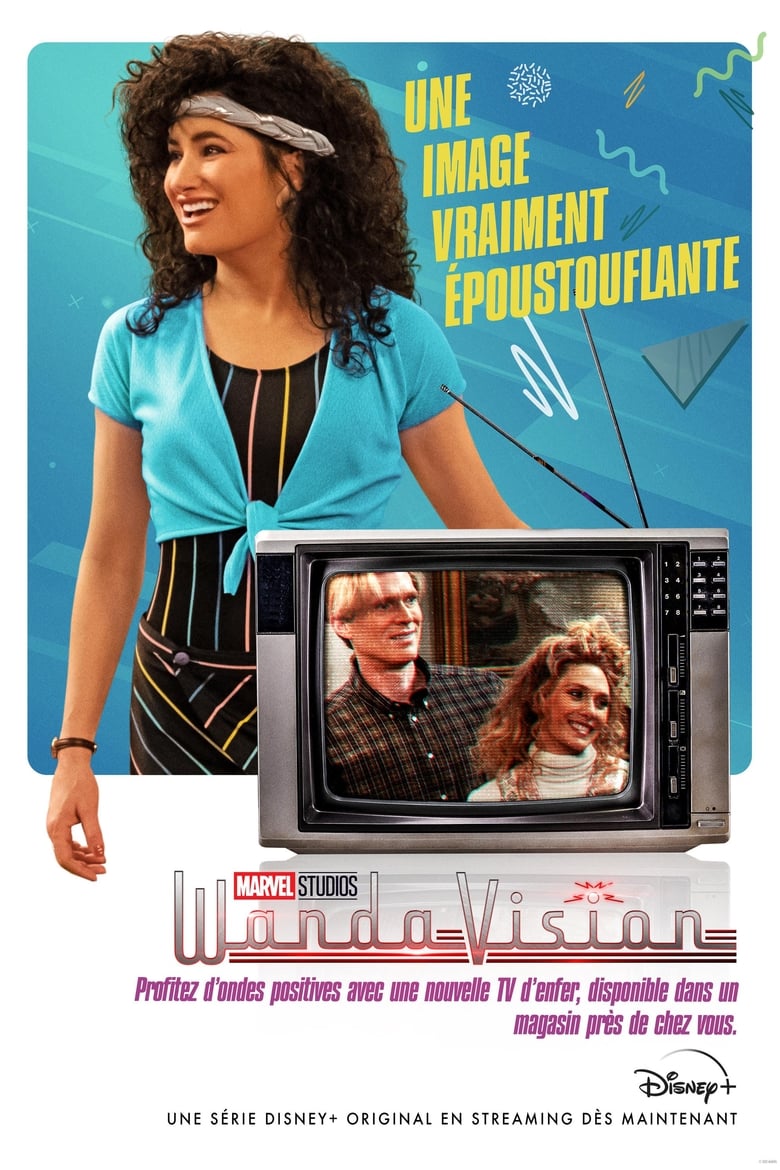 UNE
IMAGE
VRAIMENT
ÉPOUSTOUFLANTE
1 2
3 4
5 6
7 8
MARVEL STUDIOS
WandaVision
Profitez d'ondes positives avec une nouvelle TV d'enfer, disponible dans un
magasin près de chez vous.
Disney+
UNE SÉRIE DISNEY+ ORIGINAL EN STREAMING DÈS MAINTENANT